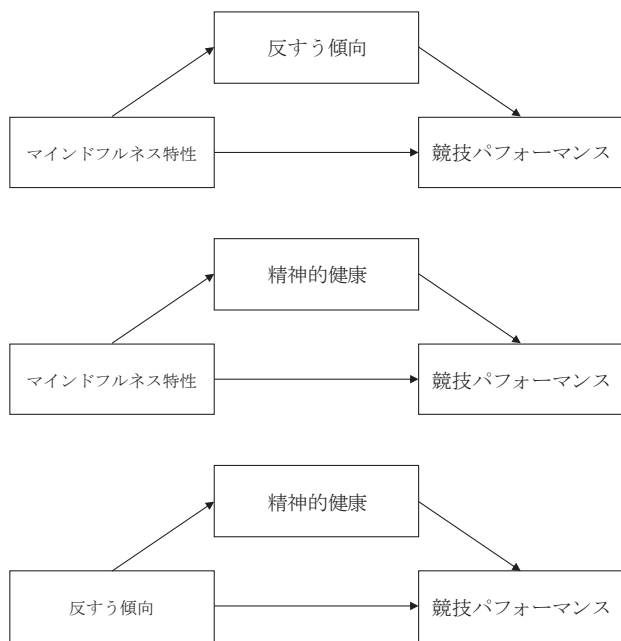 反すう傾向
マインドフルネス特性
競技パフォーマンス
精神的健康
マインドフルネス特性
競技パフォーマンス
精神的健康
反すう傾向
競技パフォーマンス